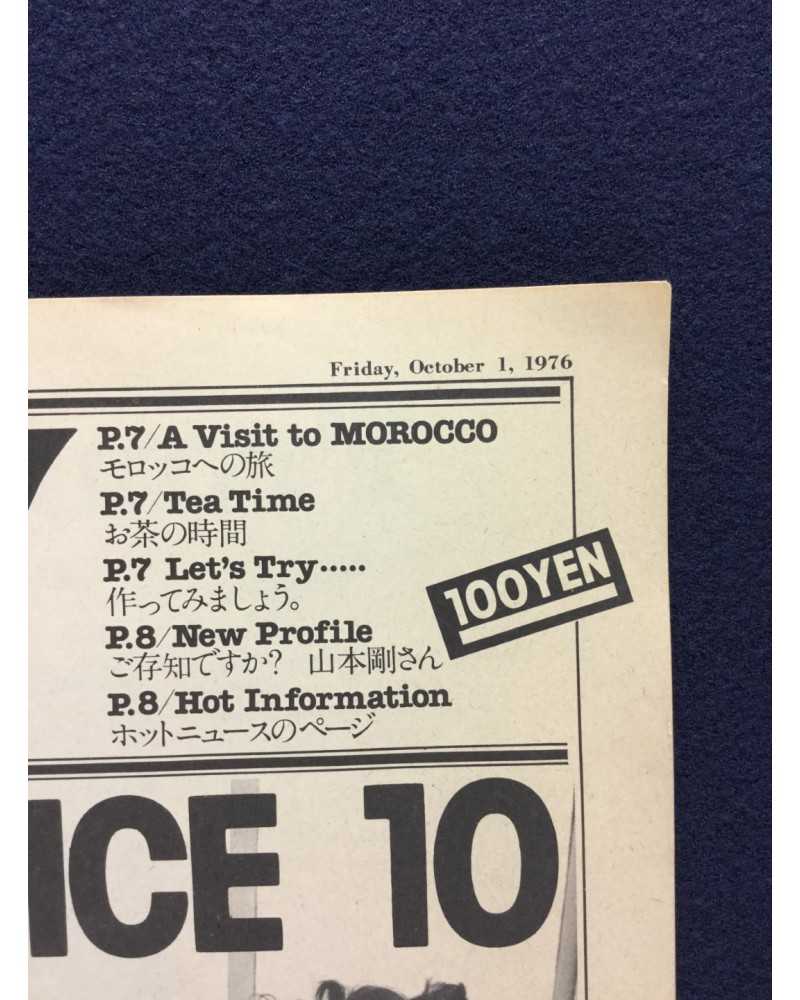 Friday, October 1, 1976
P.7/A Visit to MOROCCO
モロッコへの旅
P.7/Tea Time
お茶の時間
P.7 Let's Try·····
作ってみましょう。
100YEN
P.8/New Profile
ご存知ですか? 山本剛さん
P.8/Hot Information
ホットニュースのページ
ICE 10